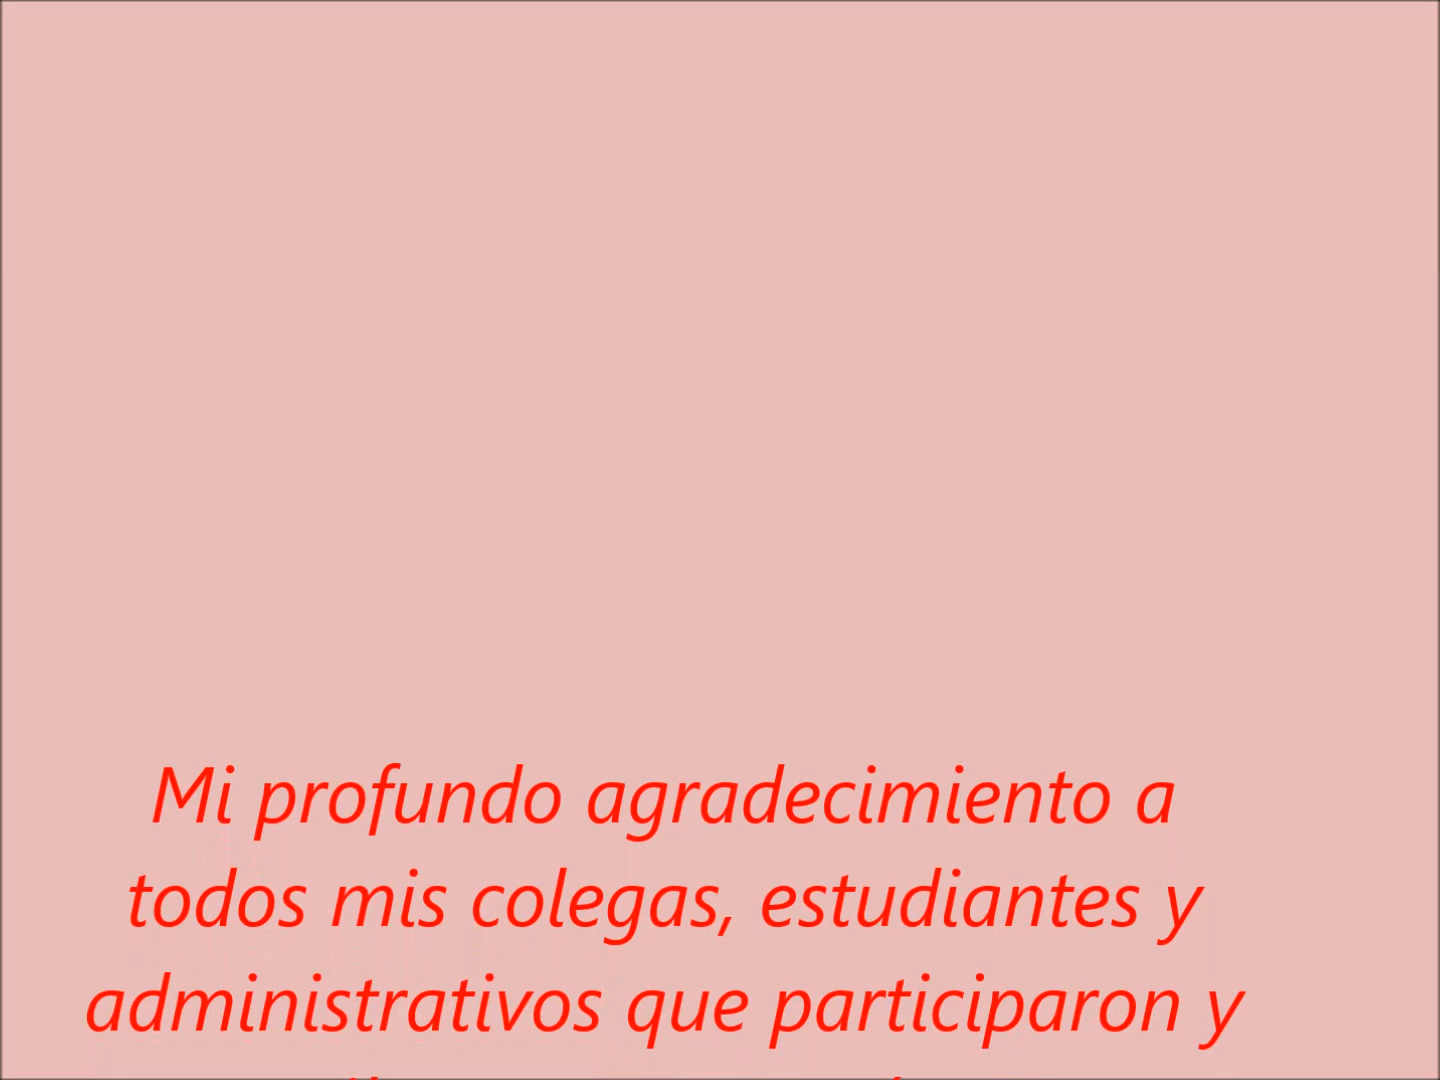 Mi profundo agradecimiento a
todos mis colegas, estudiantes y
administrativos que participaron y